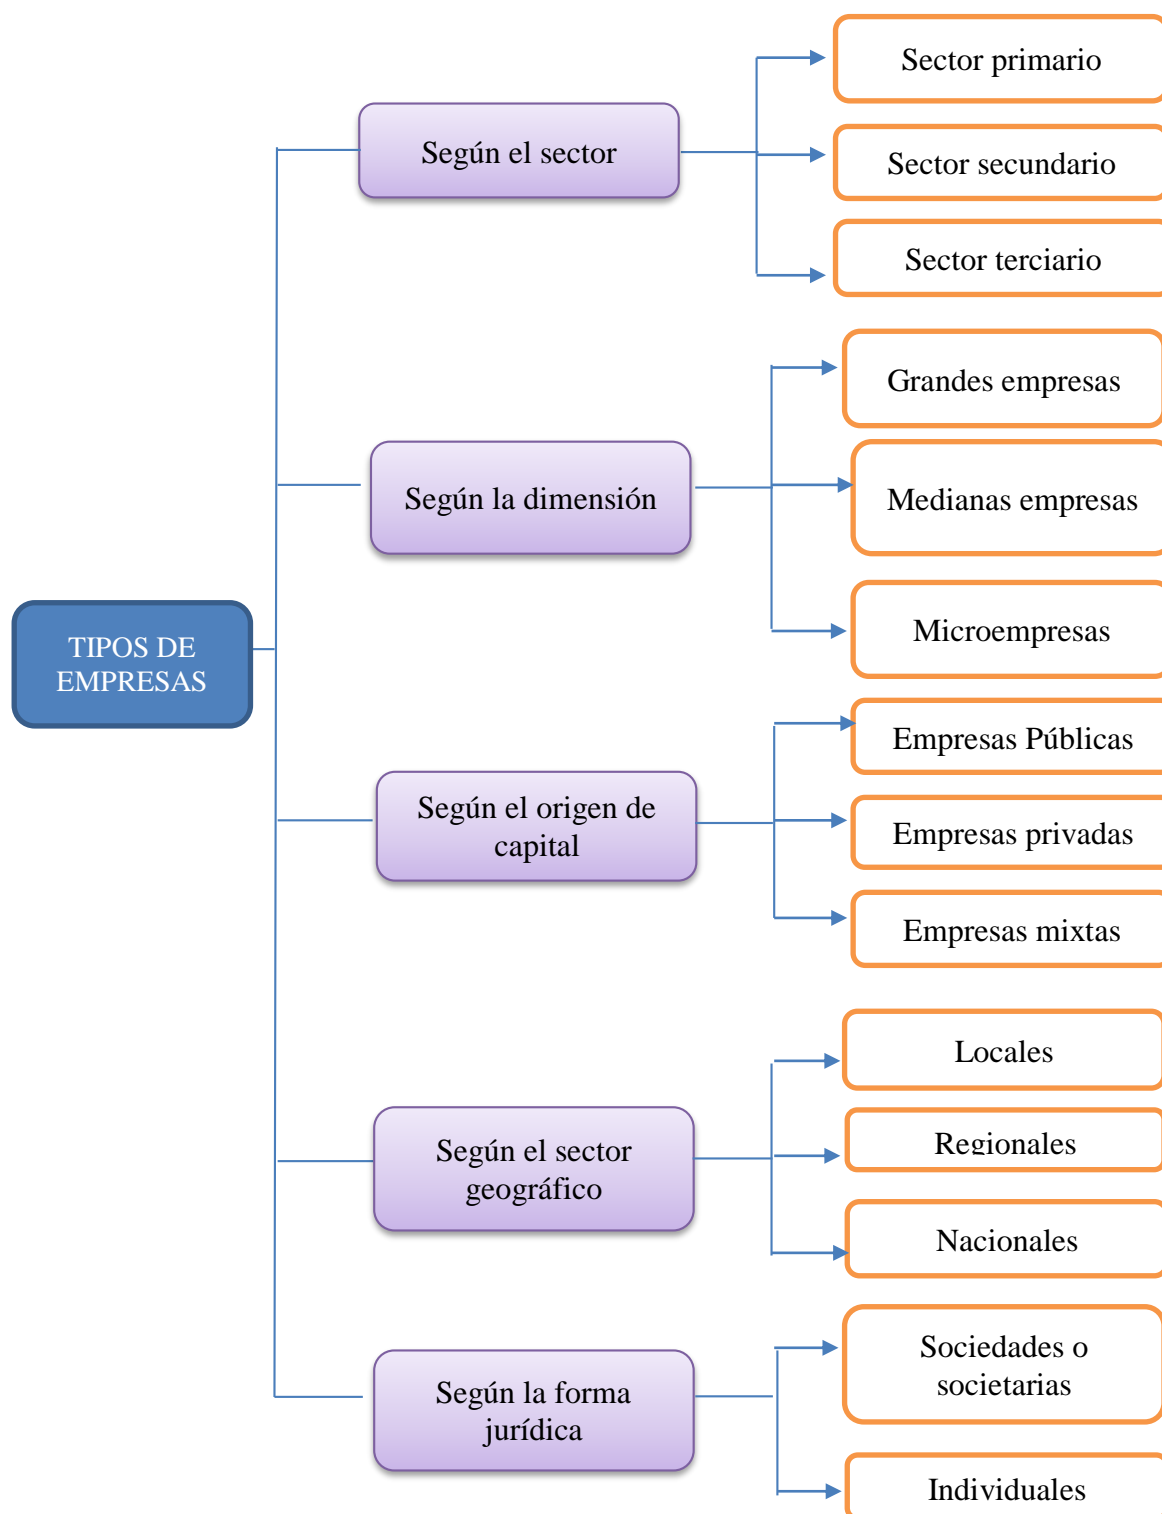 TIPOS DE
EMPRESAS
Según el sector
Sector primario
Sector secundario
Sector terciario
Según la dimensión
Grandes empresas
Medianas empresas
Microempresas
Según el origen de
capital
Empresas Públicas
Empresas privadas
Empresas mixtas
Según el sector
geográfico
Locales
Regionales
Nacionales
Según la forma
jurídica
Sociedades o
societarias
Individuales